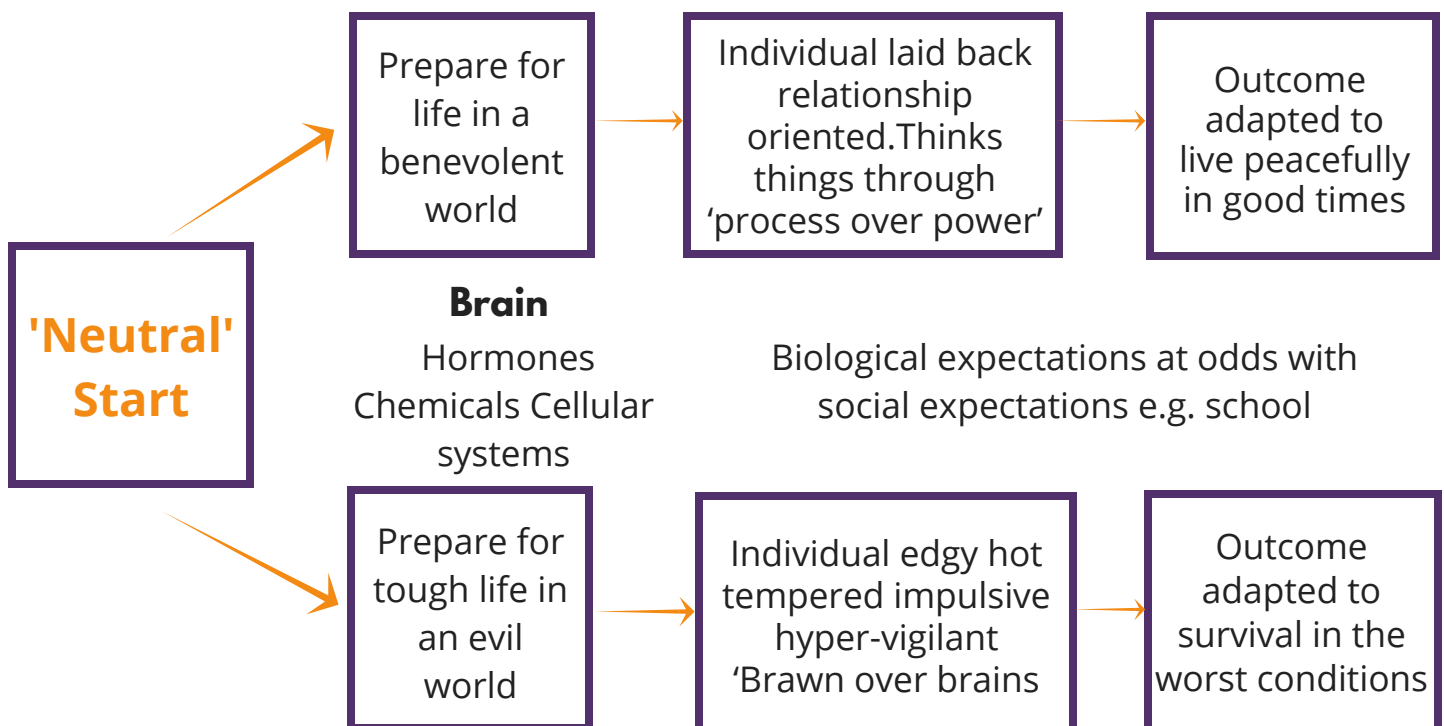 'Neutral'
Start
Prepare for
life in a
benevolent
world
Individual laid back
relationship
oriented.Thinks
things through
‘process over power’
Outcome
adapted to
live peacefully
in good times
Brain
Hormones
Chemicals Cellular
systems
Biological expectations at odds with
social expectations e.g. school
Prepare for
tough life in
an evil
world
Individual edgy hot
tempered impulsive
hyper-vigilant
‘Brawn over brains
Outcome
adapted to
survival in the
worst conditions